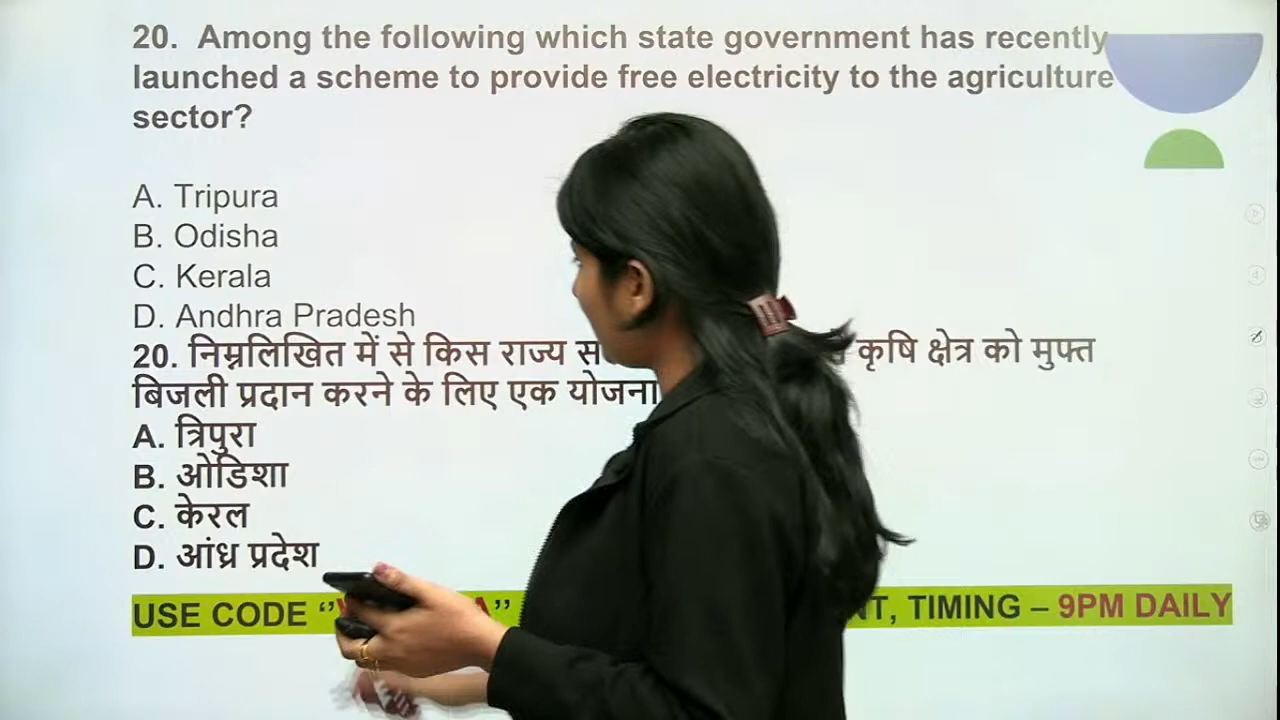 20. Among the following which state government has recently
launched a scheme to provide free electricity to the agriculture
sector?
A. Tripura
B. Odisha
C. Kerala
D. Andhra Pradesh
20. निम्नलिखित में से किस राज्य कृषि क्षेत्र को मुफ्त
बिजली प्रदान करने के लिए एक योजना
A. त्रिपुरा
B. ओडिशा
C. केरल
D. आंध्र प्रदेश
USE CODE ‘’ TIMING – 9PM DAILY